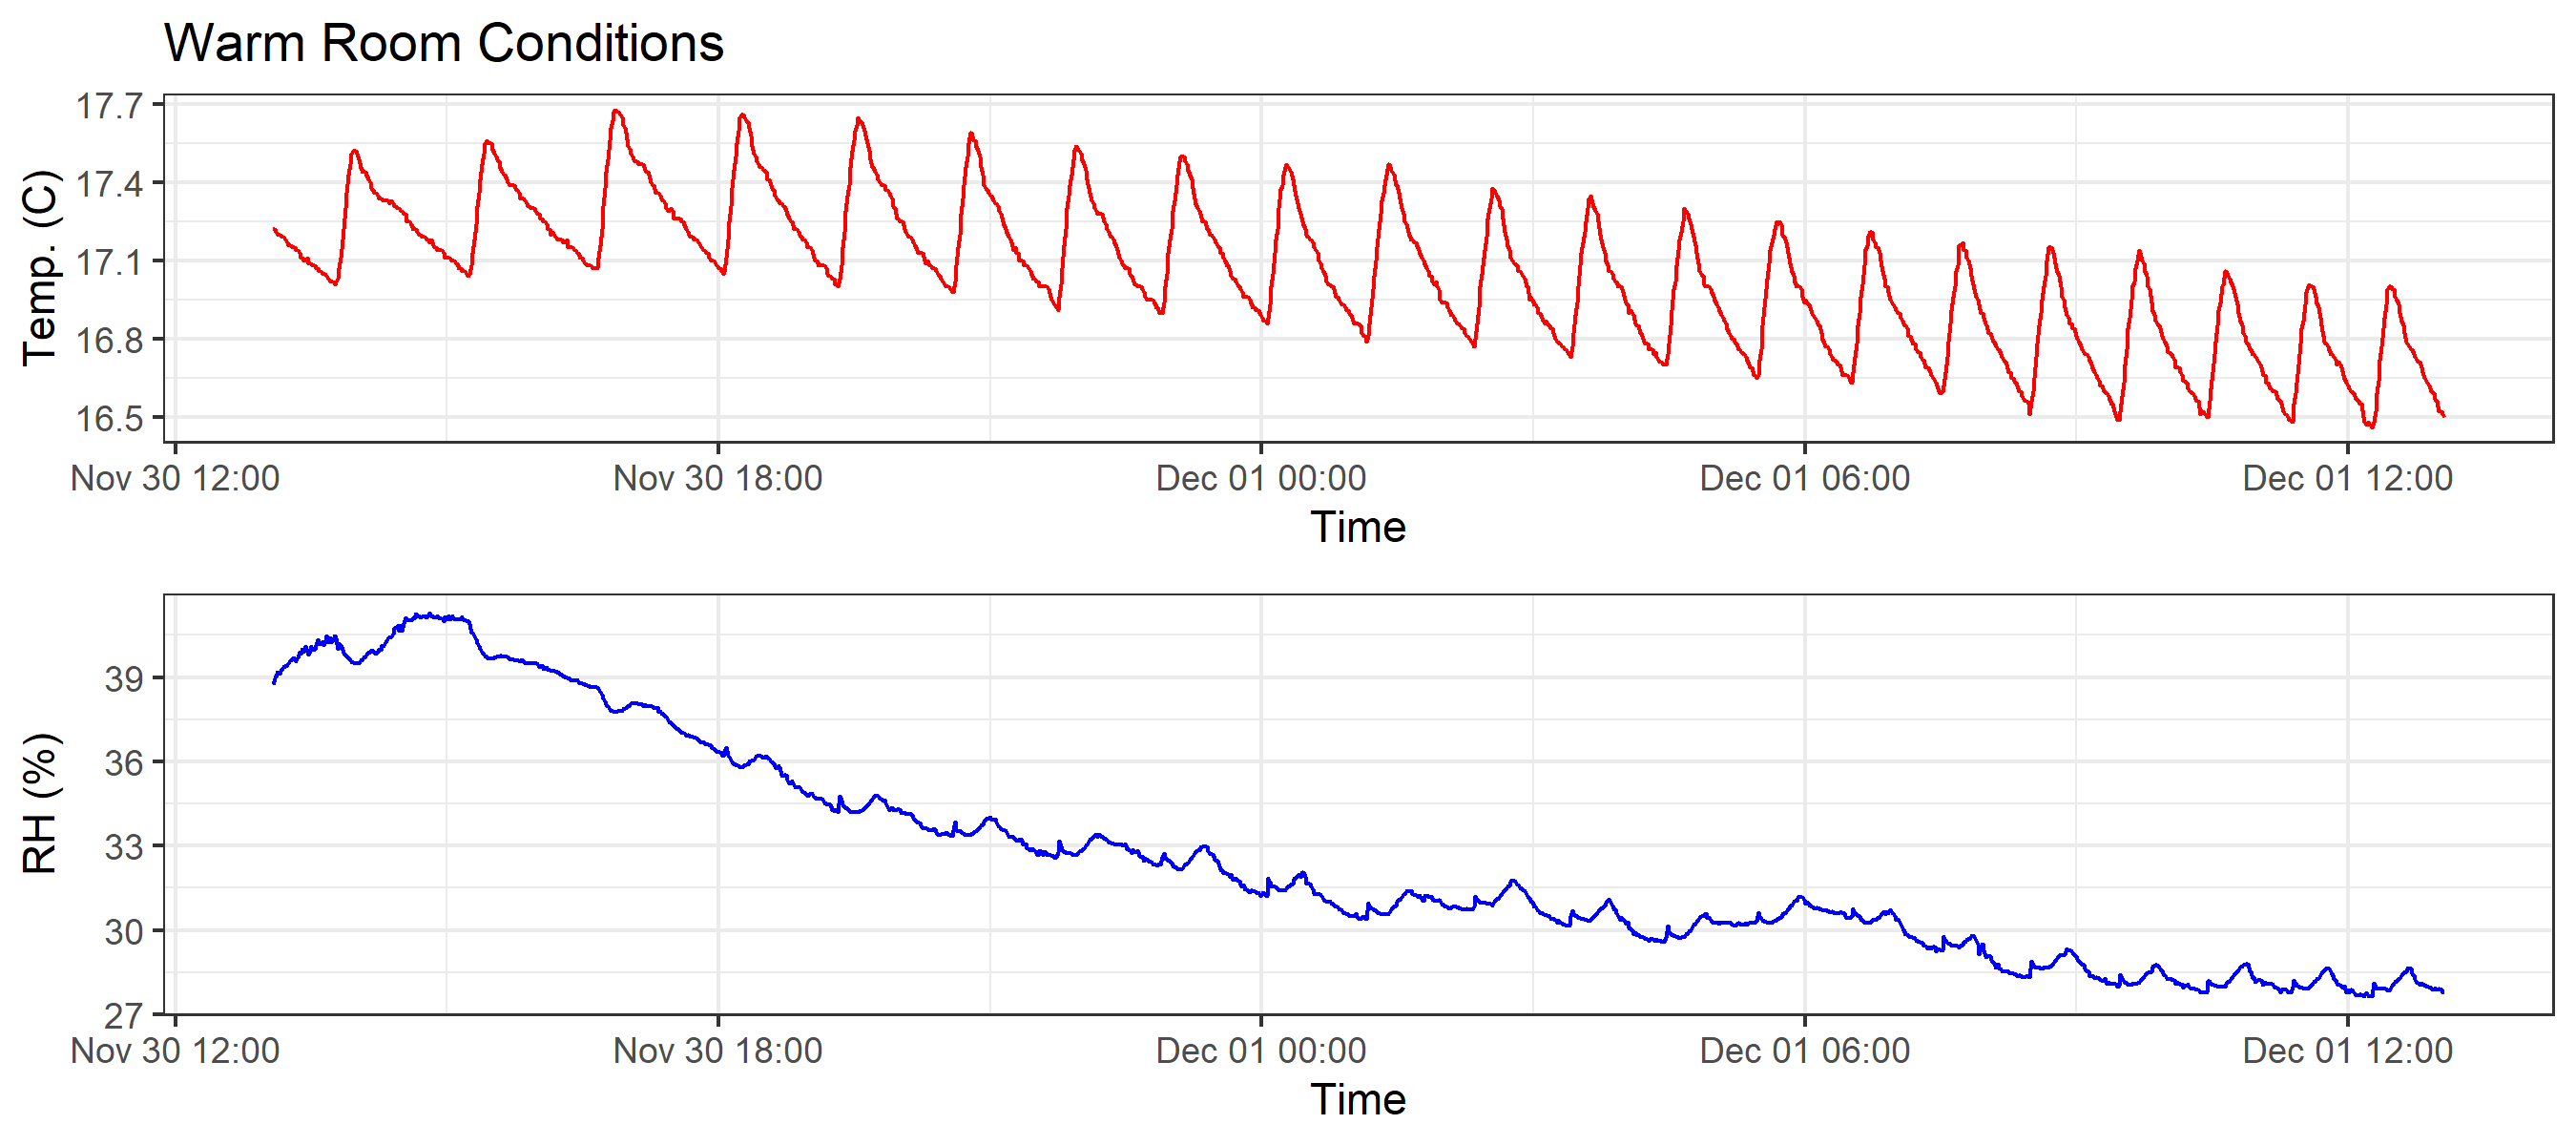 Warm Room Conditions
17.7
17.4
17.1
16.8
16.5
Temp. (C)
Nov 30 12:00 Nov 30 18:00 Dec 01 00:00 Dec 01 06:00 Dec 01 12:00
Time
39
36
33
30
27
RH (%)
Nov 30 12:00 Nov 30 18:00 Dec 01 00:00 Dec 01 06:00 Dec 01 12:00
Time